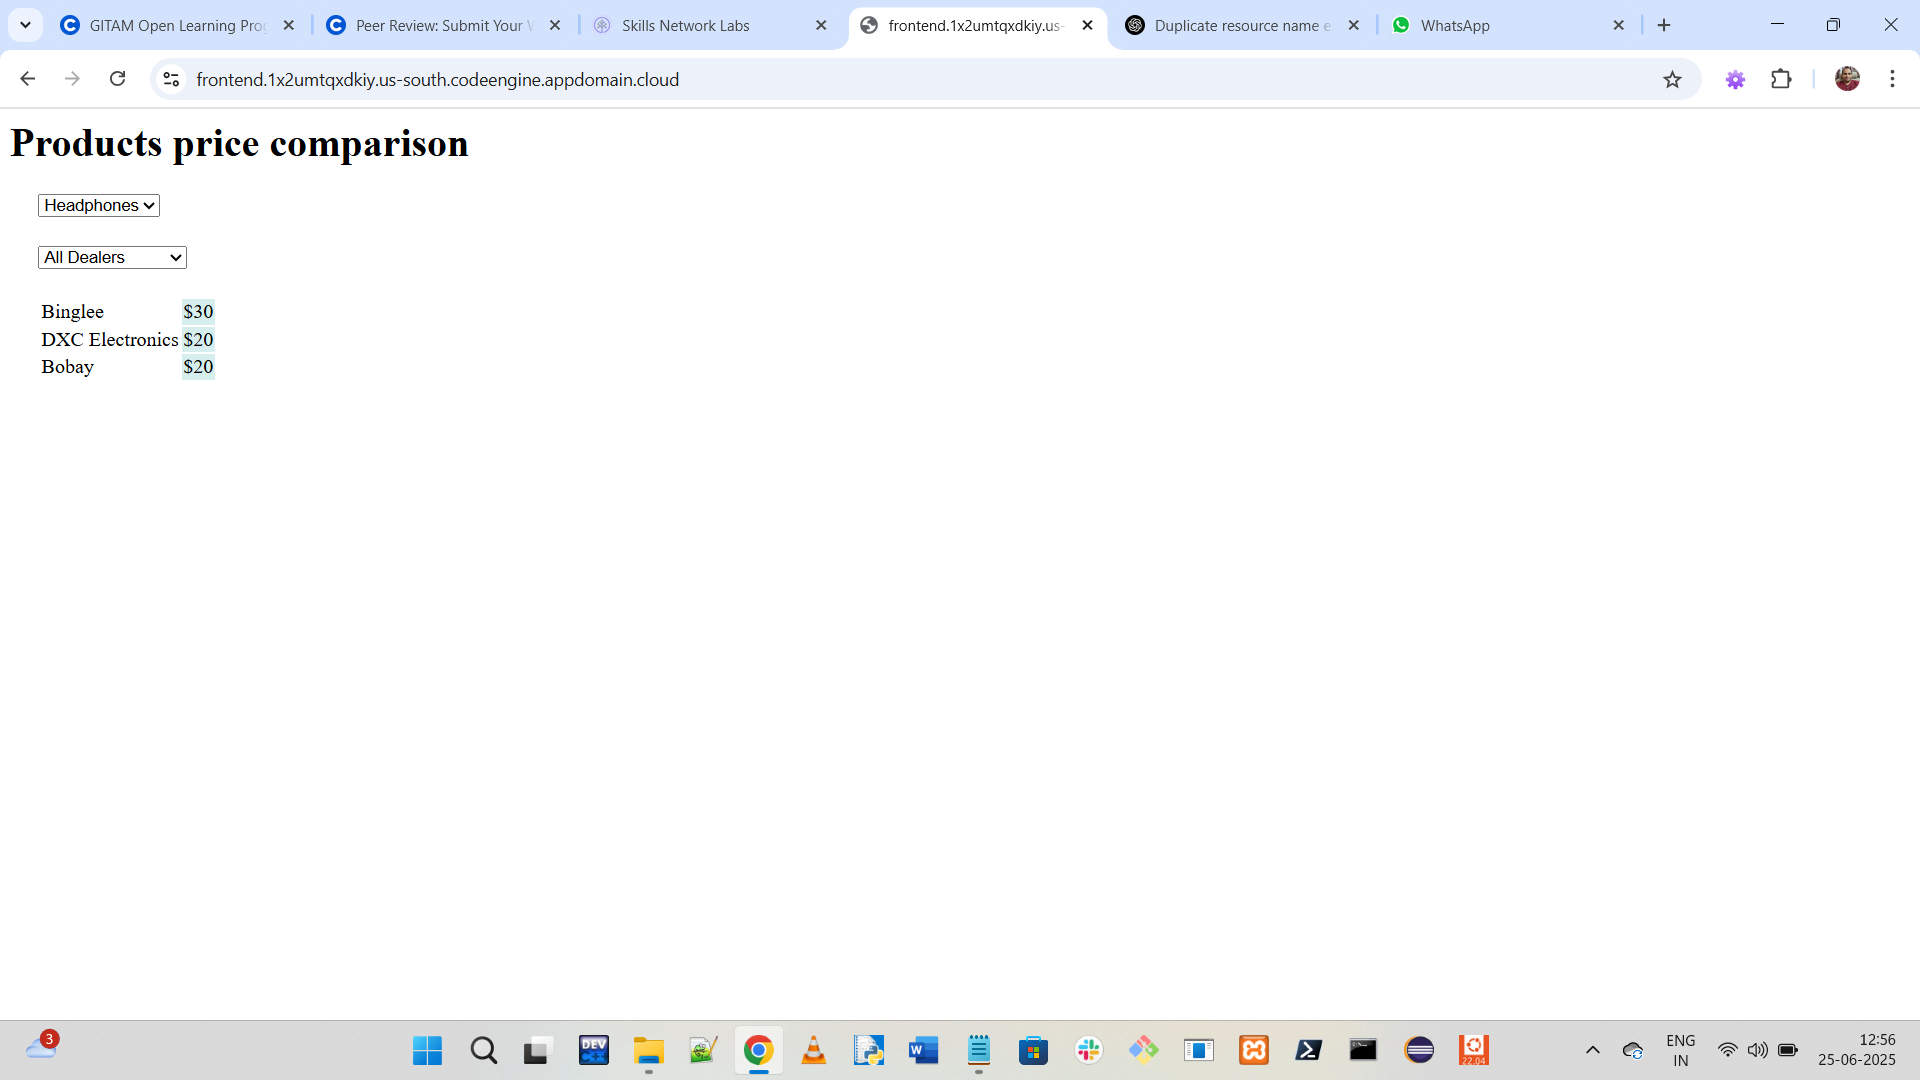 GITAM Open Learning Prog
Peer Review: Submit Your W
Skills Network Labs
frontend.1x2umtqxdkiy.us-
Duplicate resource name e
WhatsApp
frontend.1x2umtqxdkiy.us-south.codeengine.appdomain.cloud
Products price comparison
Headphones
All Dealers
Binglee $30
DXC Electronics $20
Bobay $20
3
DEV
C++
W
22.04
ENG
IN
12:56
25-06-2025